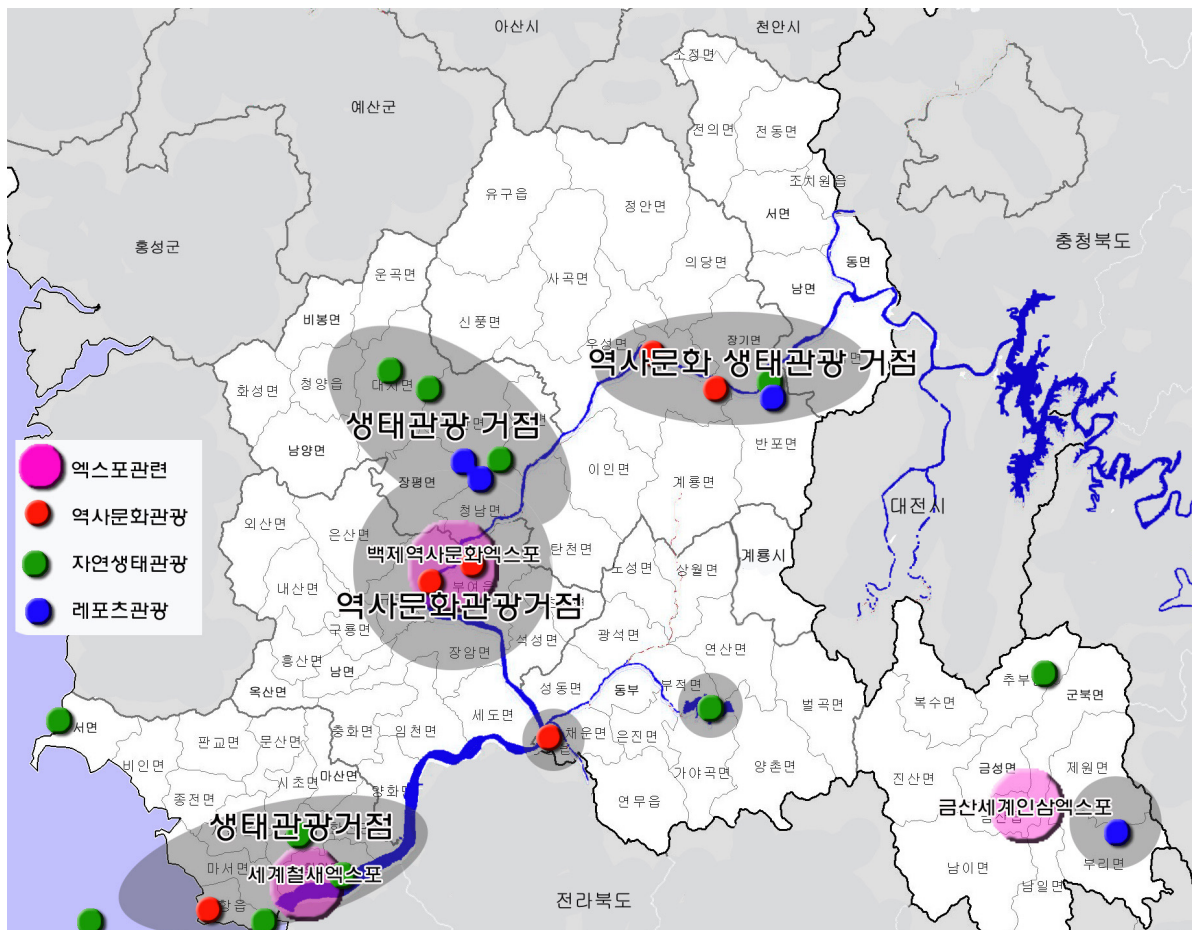 아산시
천안시
소정면
예산군
전의면
전동면
조치원읍
유구읍
정안면
서면
충청북도
홍성군
운곡면
사곡면
의당면
동면
남면
비봉면
신풍면
우성면
장기면
역사문화 생태관광 거점
화성면
청양읍
대치면
생태관광 거점
남양면
이인면
계룡면
반포면
엑스포관련
장평면
역사문화관광
청남면
대전시
외산면
은산면
백제역사문화엑스포
탄천면
노성면
상월면
계룡시
자연생태관광
내산면
부여읍
역사문화관광거점
레포츠관광
구룡면
석성면
광석면
연산면
홍산면
남면
장암면
옥산면
성동면
동부
부적면
벌곡면
추부
군북면
복수면
서면
세도면
채운면
은진면
판교면
문산면
충화면
임천면
비인면
시초면
마산면
양화면
가야곡면
양촌면
진산면
금성면
제원면
종천면
연무읍
금산세계인삼엑스포
생태관광거점
마서면
세계철새엑스포
남이면
부리면
남일면
전라북도